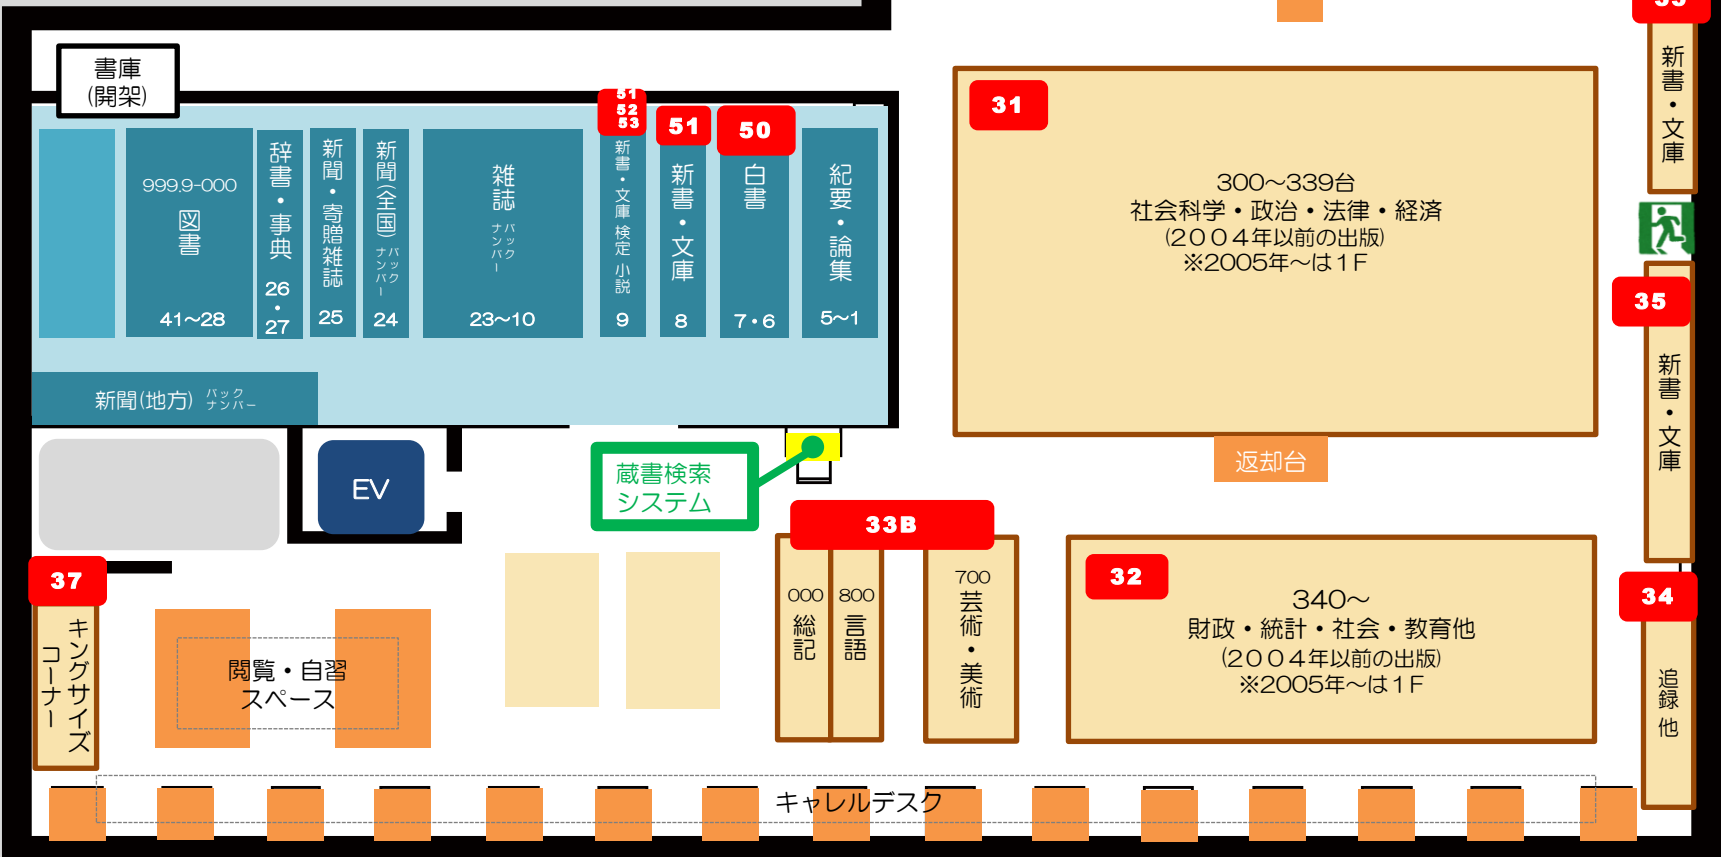 33
新書・文庫
書庫
(開架)
999.9-000
図書
41～28
辞書・事典
26
・
27
新聞・寄贈雑誌
25
新聞(全国)
バック
ナンバー
24
雑誌
バック
ナンバー
23～10
51
52
53
新書・文庫 検定 小説
9
51
新書・文庫
8
50
白書
7・6
紀要・論集
5～1
新聞(地方)
バック
ナンバー
31
300～339台
社会科学・政治・法律・経済
(２００４年以前の出版)
※2005年～は１F
返却台
35
新書・文庫
EV
蔵書検索
システム
33B
000
総記
800
言語
700
芸術・美術
32
340～
財政・統計・社会・教育他
(２００４年以前の出版)
※2005年～は１F
34
追録 他
37
キングサイズ
コーナー
閲覧・自習
スペース
キャレルデスク